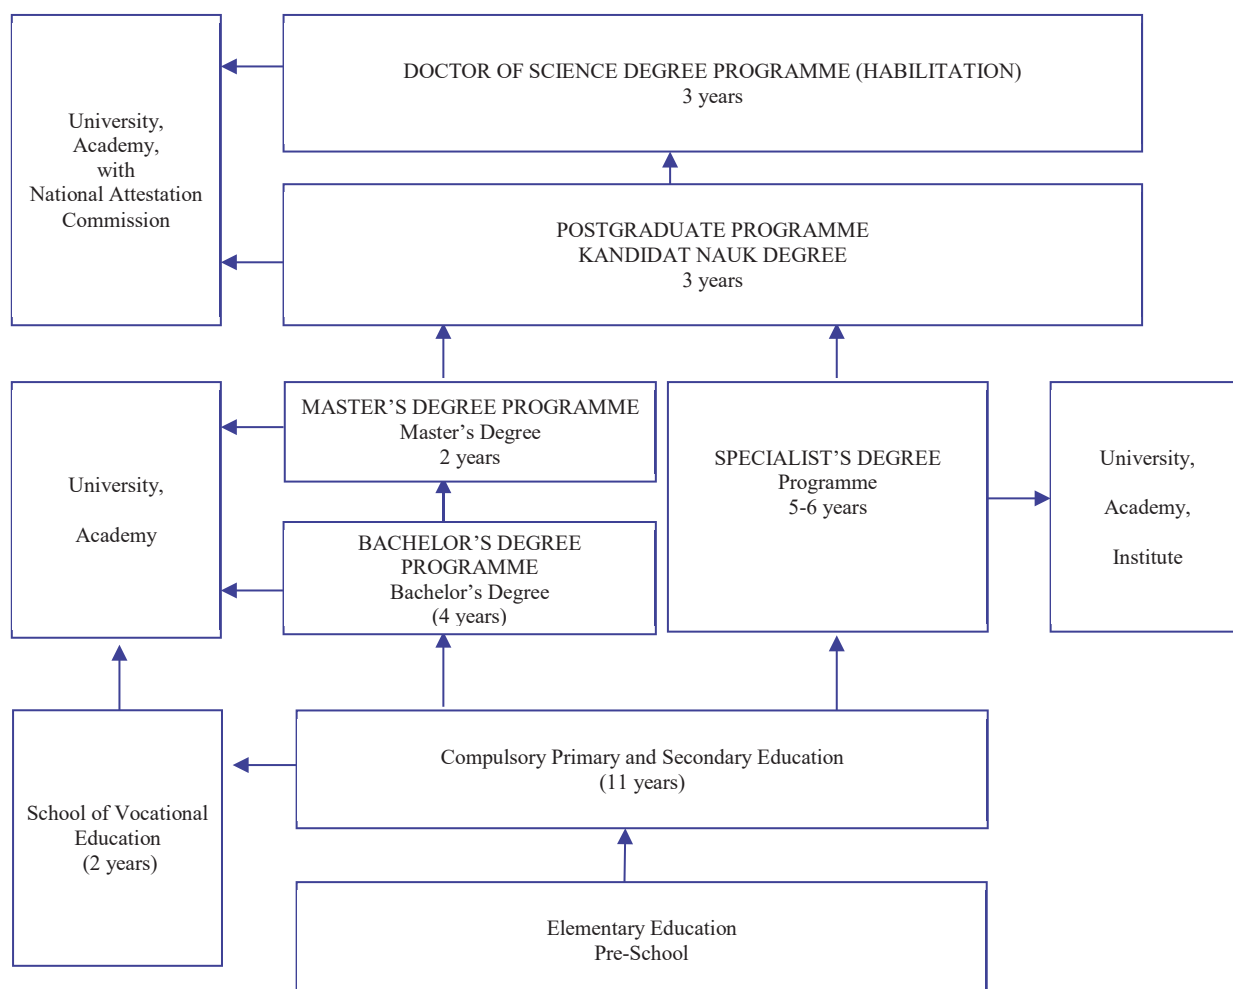 DOCTOR OF SCIENCE DEGREE PROGRAMME (HABILITATION)
3 years
University,
Academy,
with
National Attestation
Commission
POSTGRADUATE PROGRAMME
KANDIDAT NAUK DEGREE
3 years
MASTER’S DEGREE PROGRAMME
Master’s Degree
2 years
SPECIALIST’S DEGREE
Programme
5-6 years
University,
Academy,
Institute
University,
Academy
BACHELOR’S DEGREE
PROGRAMME
Bachelor’s Degree
(4 years)
Compulsory Primary and Secondary Education
(11 years)
School of Vocational
Education
(2 years)
Elementary Education
Pre-School